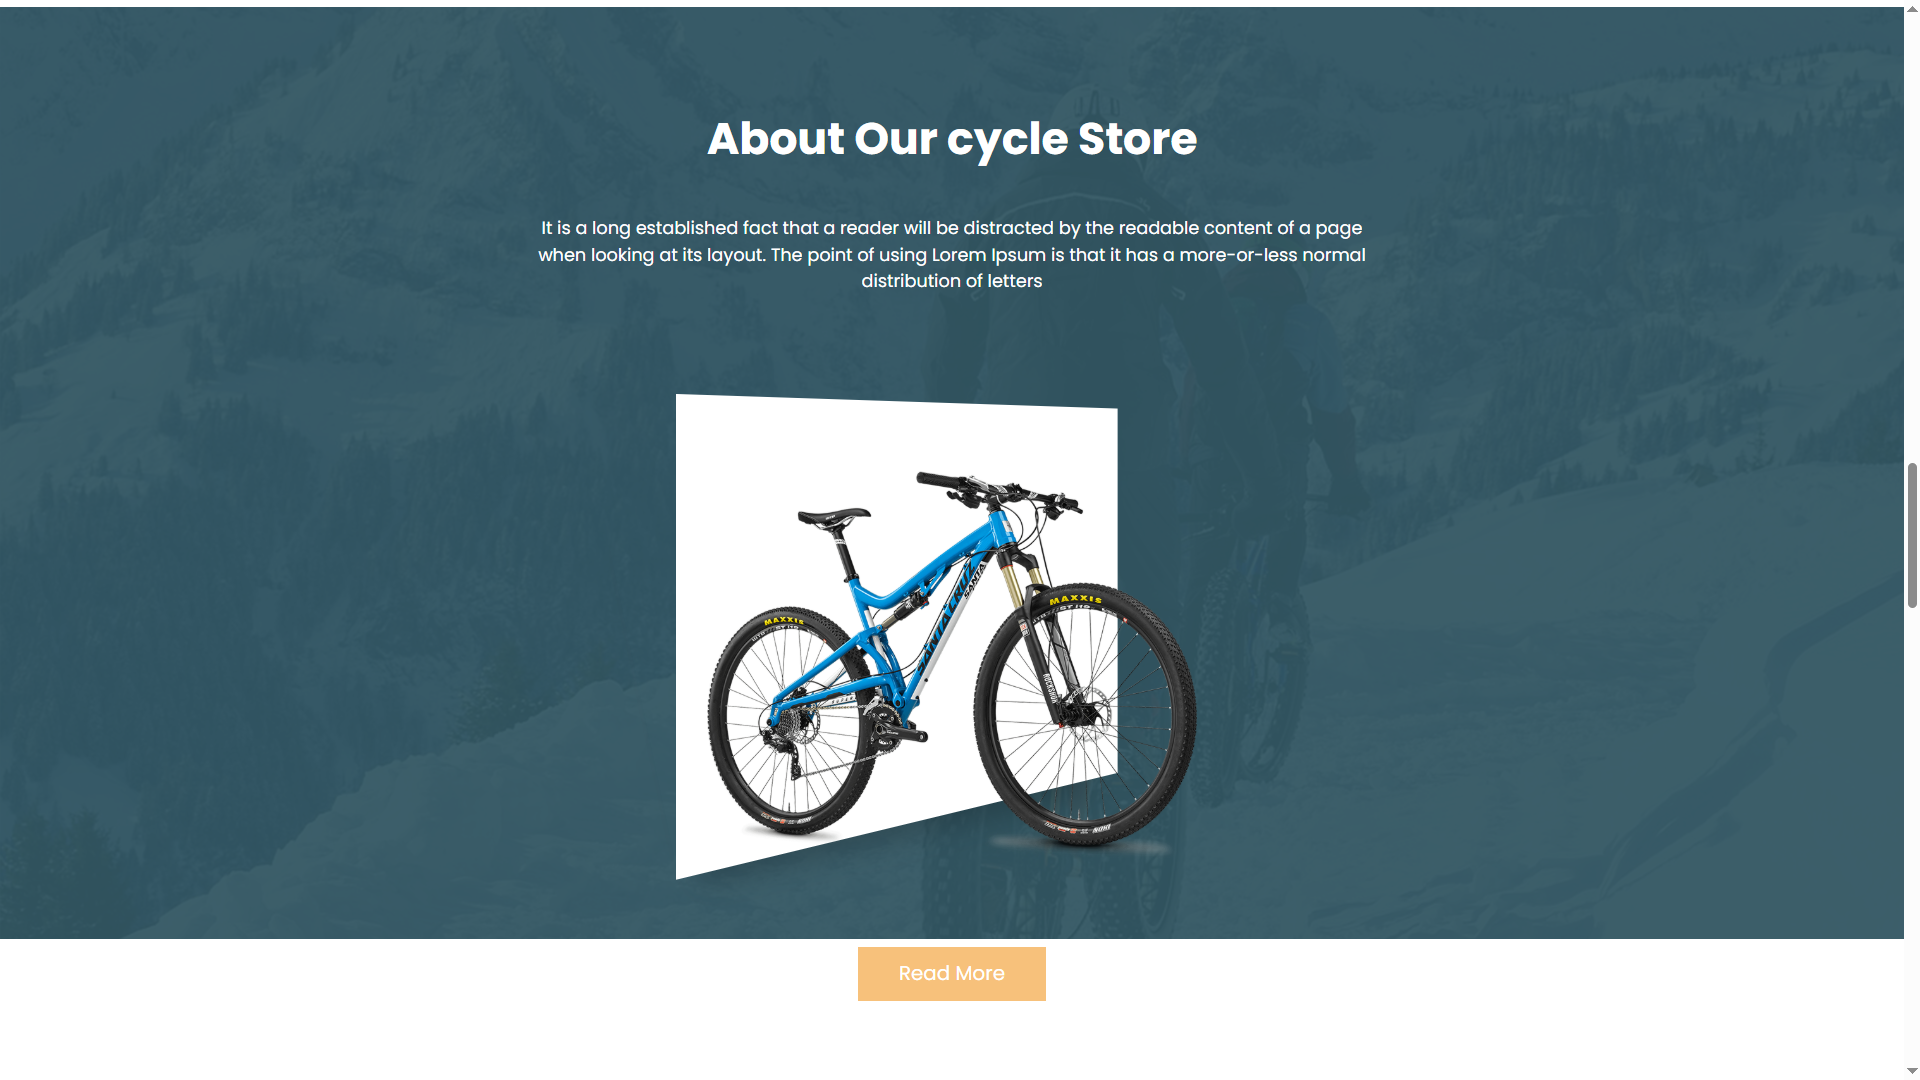 About Our cycle Store
It is a long established fact that a reader will be distracted by the readable content of a page
when looking at its layout. The point of using Lorem Ipsum is that it has a more-or-less normal
distribution of letters
SANTA CRUZ
SANTA
MAXXIS
MAXXIS
ROCKSHOX
Read More